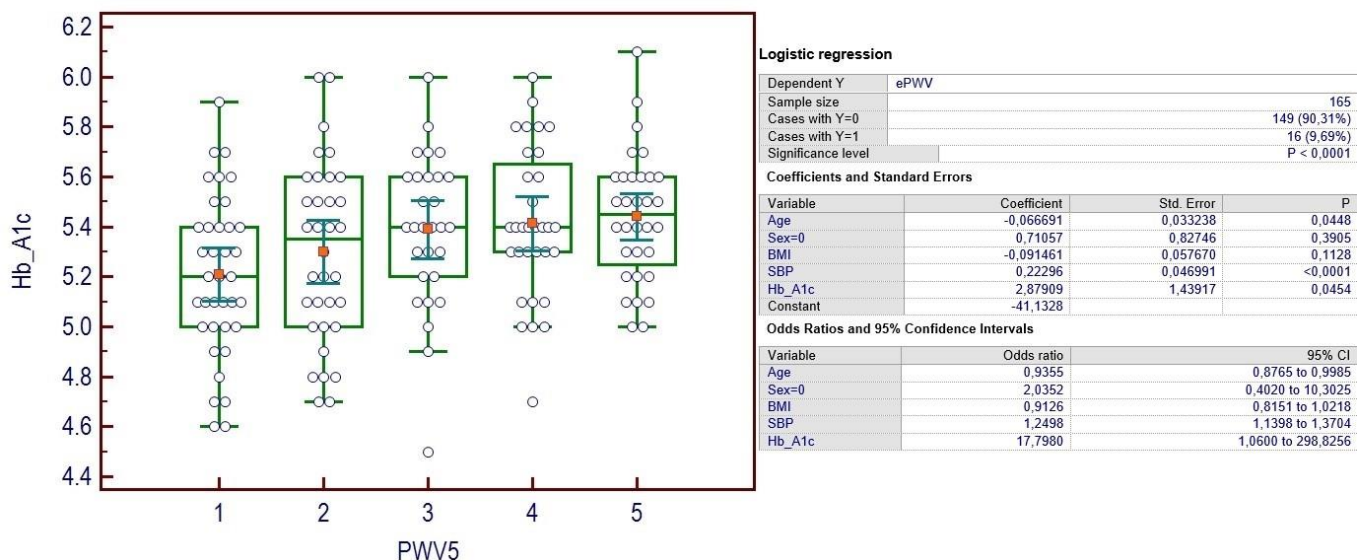 6.2
6.0
5.8
5.6
5.4
5.2
5.0
4.8
4.6
4.4
Hb_A1c
1 2 3 4 5
PWV5
Logistic regression
Dependent Y ePWV
Sample size 165
Cases with Y=0 149 (90,31%)
Cases with Y=1 16 (9,69%)
Significance level P < 0,0001
Coefficients and Standard Errors
Variable Coefficient Std. Error P
Age -0,066691 0,033238 0,0448
Sex=0 0,71057 0,82746 0,3905
BMI -0,091461 0,057670 0,1128
SBP 0,22296 0,046991 <0,0001
Hb_A1c 2,87909 1,43917 0,0454
Constant -41,1328
Odds Ratios and 95% Confidence Intervals
Variable Odds ratio 95% CI
Age 0,9355 0,8765 to 0,9985
Sex=0 2,0352 0,4020 to 10,3025
BMI 0,9126 0,8151 to 1,0218
SBP 1,2498 1,1398 to 1,3704
Hb_A1c 17,7980 1,0600 to 298,8256